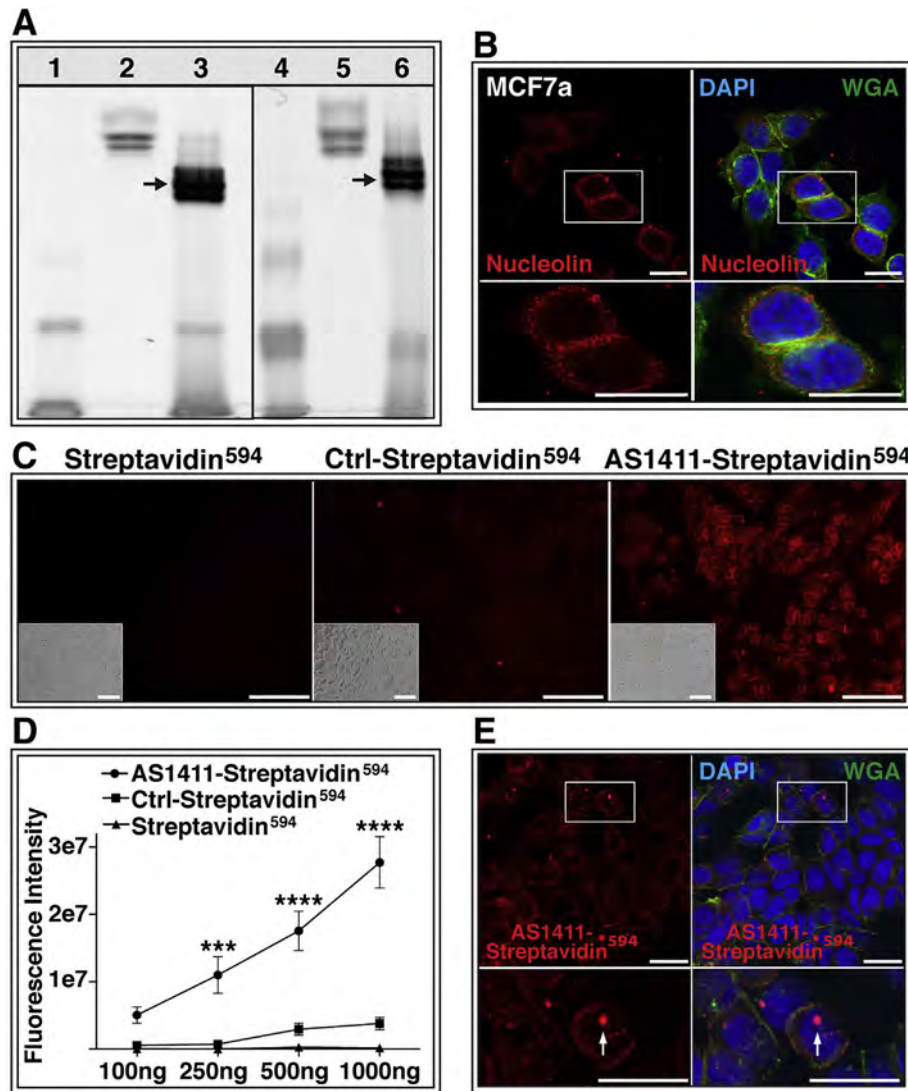 A
1 2 3 4 5 6
B
MCF7a
DAPI WGA
Nucleolin
Nucleolin
C
Streptavidin594
Ctrl-Streptavidin594
AS1411-Streptavidin594
D
AS1411-Streptavidin594
Ctrl-Streptavidin594
Streptavidin594
Fluorescence Intensity
3e7
2e7
1e7
***
****
****
100ng 250ng 500ng 1000ng
E
DAPI WGA
AS1411-
Streptavidin594
AS1411-
Streptavidin594